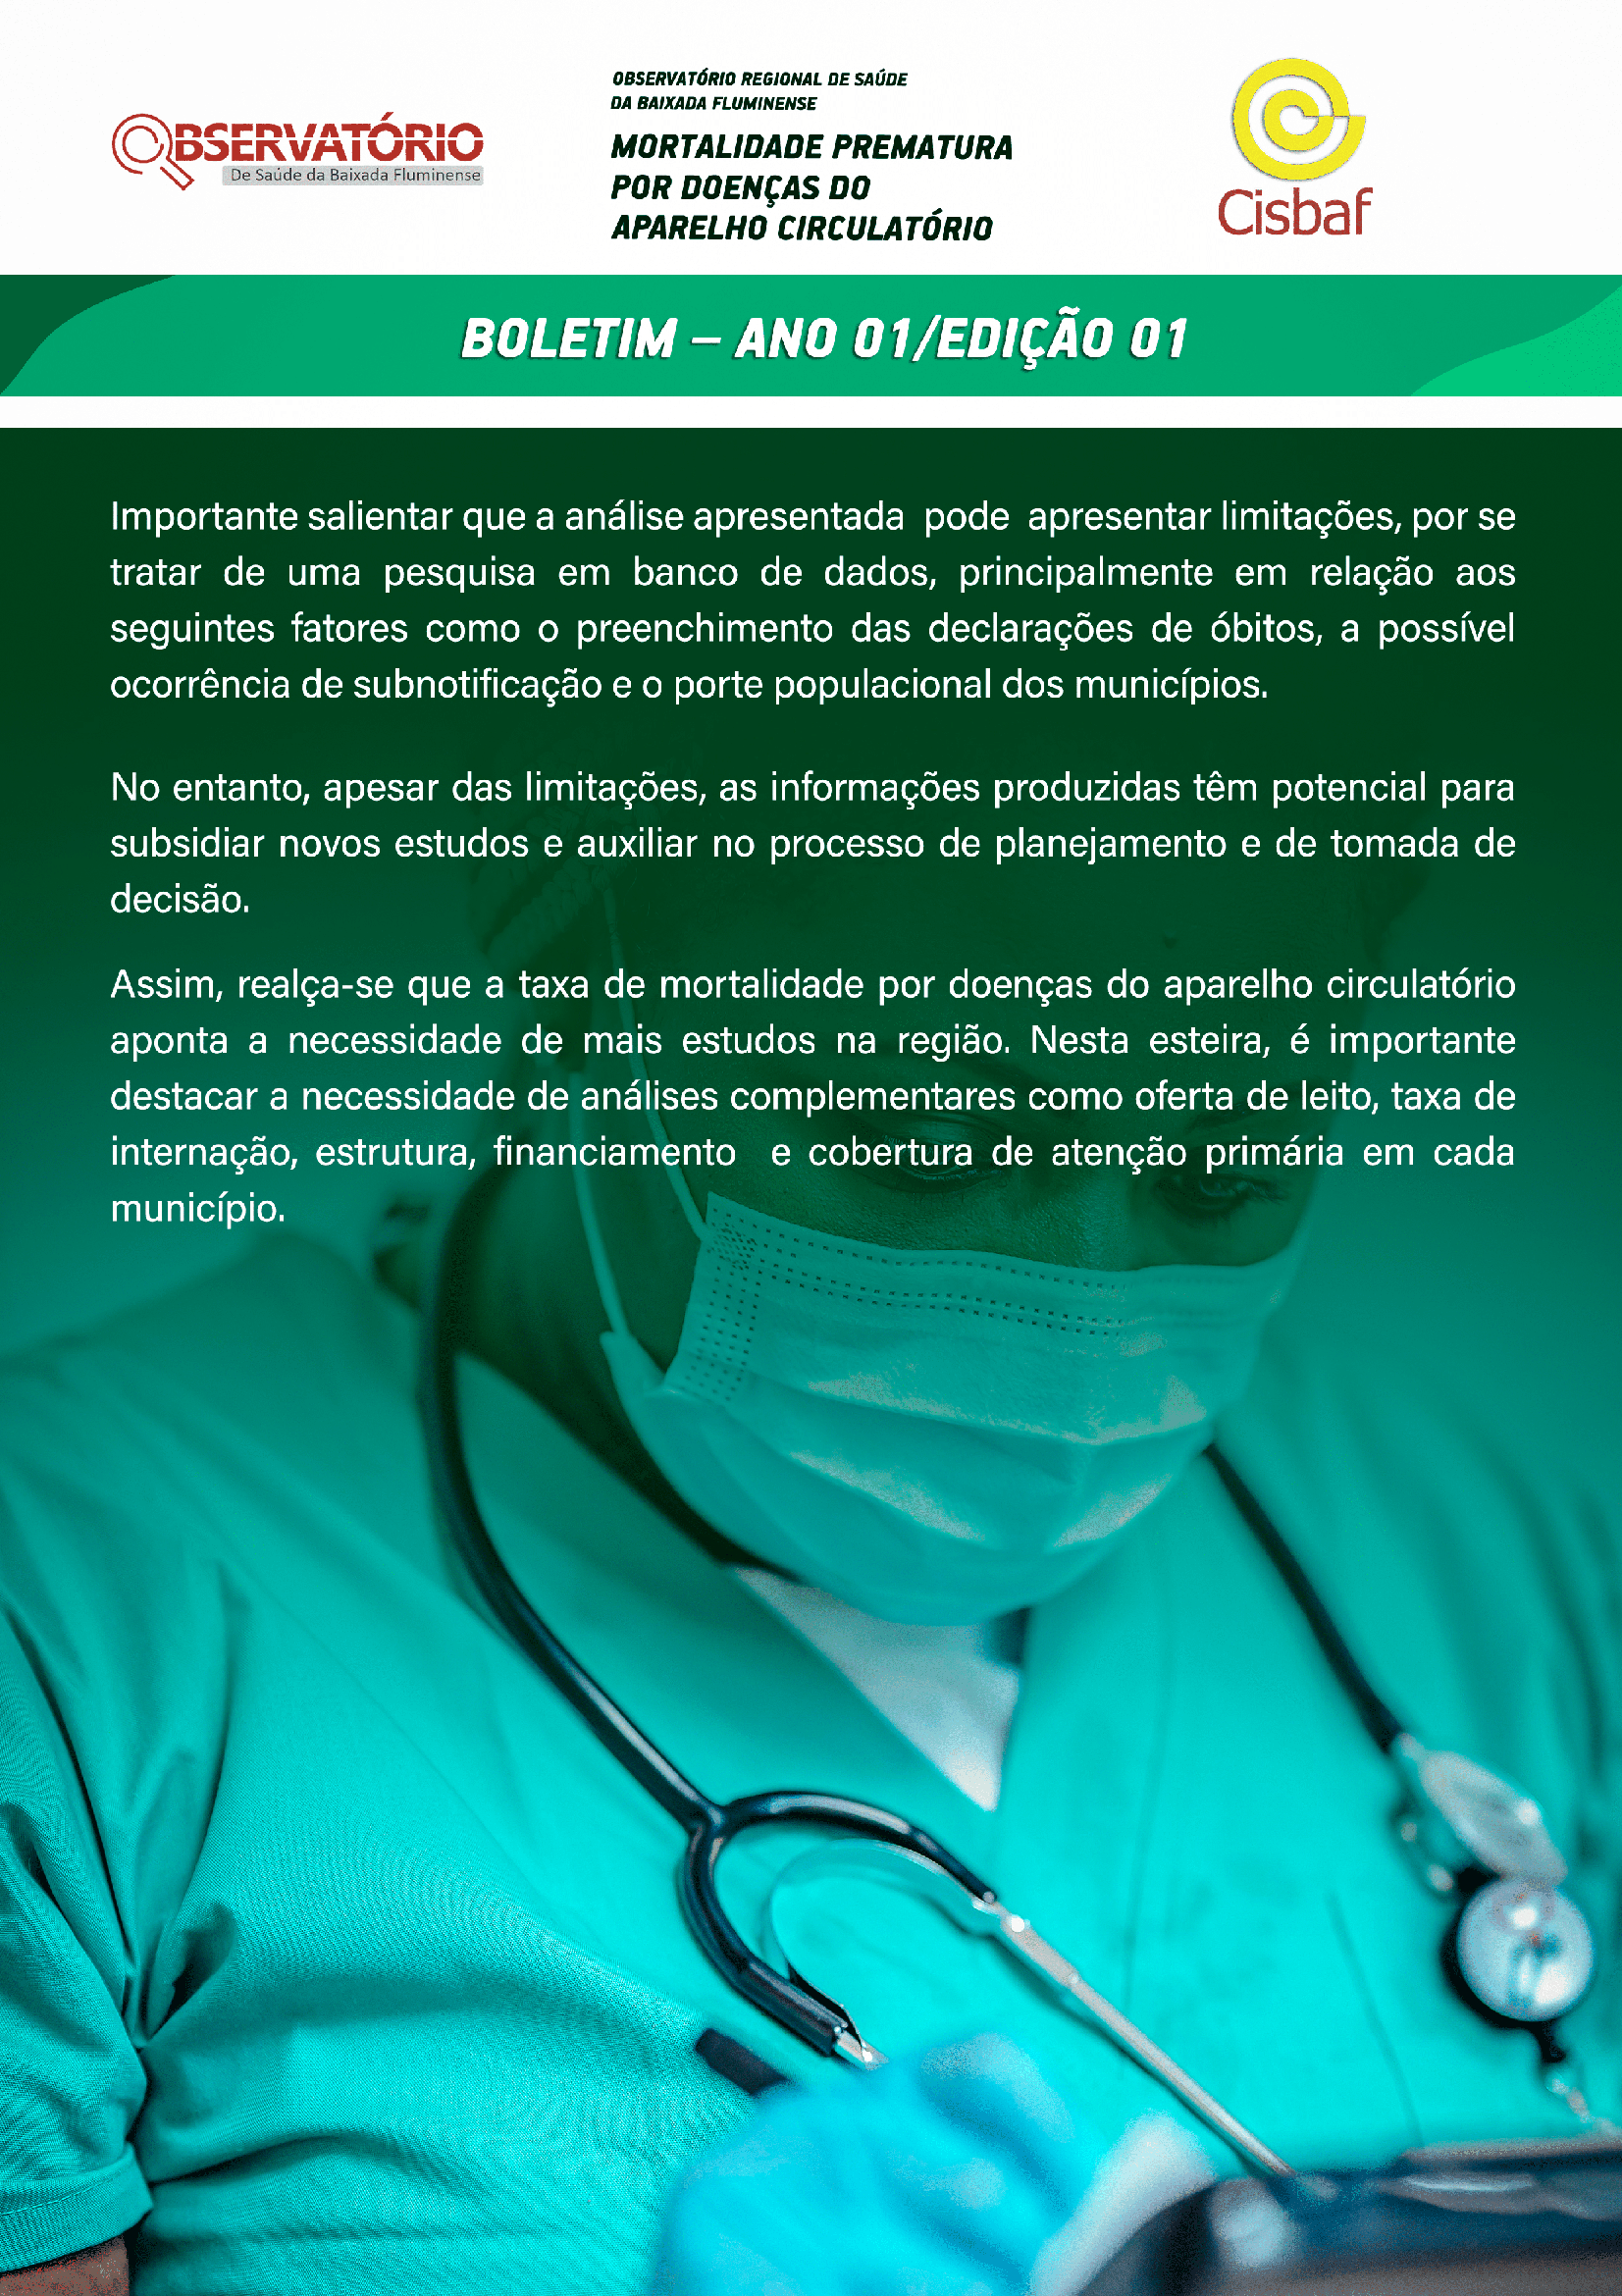 OBSERVATÓRIO
De Saúde da Baixada Fluminense
OBSERVATÓRIO REGIONAL DE SAÚDE
DA BAIXADA FLUMINENSE
MORTALIDADE PREMATURA
POR DOENÇAS DO
APARELHO CIRCULATÓRIO
Cisbaf
BOLETIM – ANO 01/EDIÇÃO 01
Importante salientar que a análise apresentada pode apresentar limitações, por se
tratar de uma pesquisa em banco de dados, principalmente em relação aos
seguintes fatores como o preenchimento das declarações de óbitos, a possível
ocorrência de subnotificação e o porte populacional dos municípios.
No entanto, apesar das limitações, as informações produzidas têm potencial para
subsidiar novos estudos e auxiliar no processo de planejamento e de tomada de
decisão.
Assim, realça-se que a taxa de mortalidade por doenças do aparelho circulatório
aponta a necessidade de mais estudos na região. Nesta esteira, é importante
destacar a necessidade de análises complementares como oferta de leito, taxa de
internação, estrutura, financiamento e cobertura de atenção primária em cada
município.